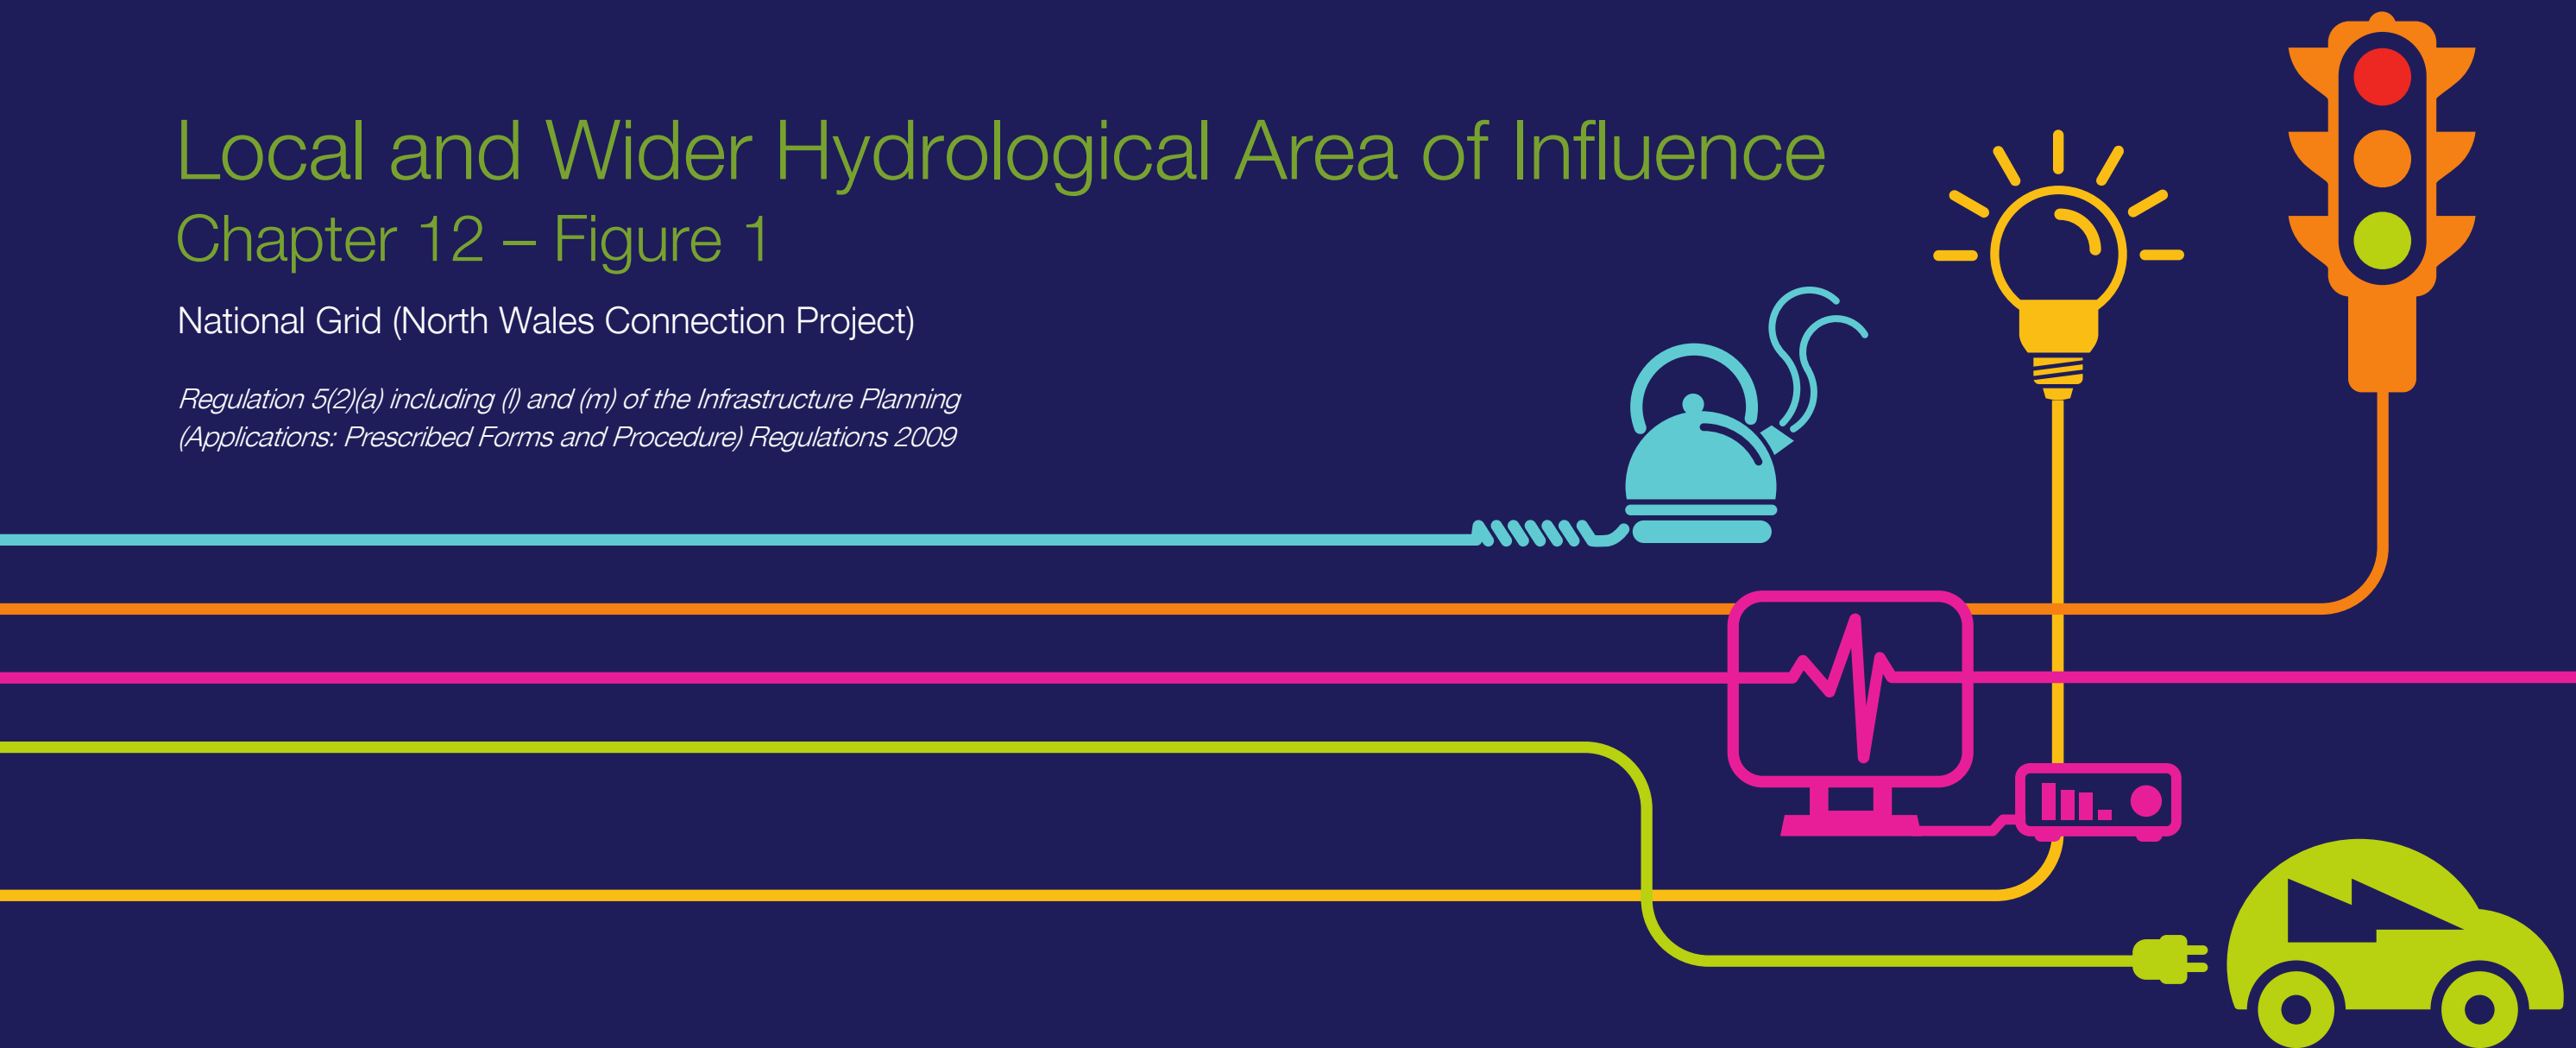 Local and Wider Hydrological Area of Influence
Chapter 12 – Figure 1
National Grid (North Wales Connection Project)
Regulation 5(2)(a) including (l) and (m) of the Infrastructure Planning
(Applications: Prescribed Forms and Procedure) Regulations 2009